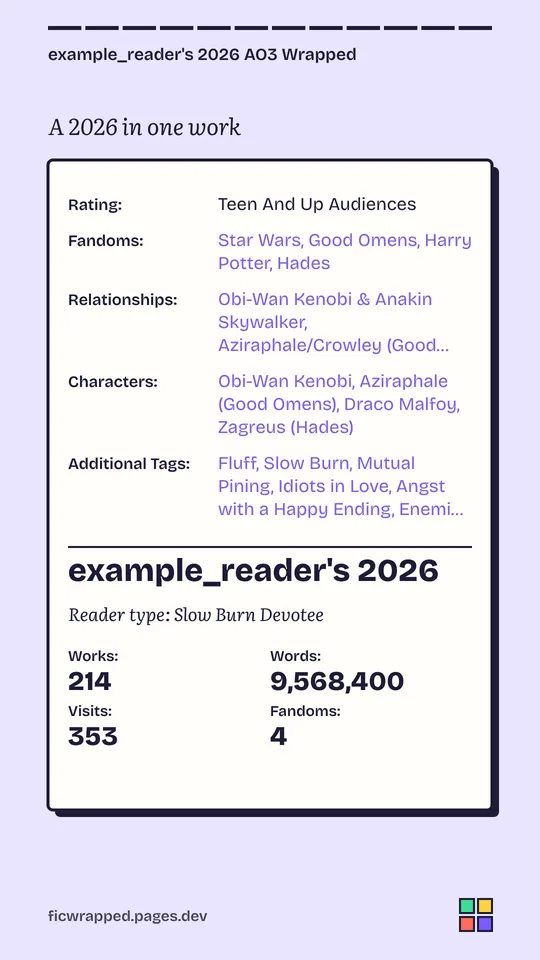 example_reader's 2026 AO3 Wrapped
A 2026 in one work
Rating: Teen And Up Audiences
Fandoms: Star Wars, Good Omens, Harry
Potter, Hades
Relationships: Obi-Wan Kenobi & Anakin
Skywalker,
Aziraphale/Crowley (Good...
Characters: Obi-Wan Kenobi, Aziraphale
(Good Omens), Draco Malfoy,
Zagreus (Hades)
Additional Tags: Fluff, Slow Burn, Mutual
Pining, Idiots in Love, Angst
with a Happy Ending, Enemi...
example_reader's 2026
Reader type: Slow Burn Devotee
Works: Words:
214 9,568,400
Visits: Fandoms:
353 4
ficwrapped.pages.dev